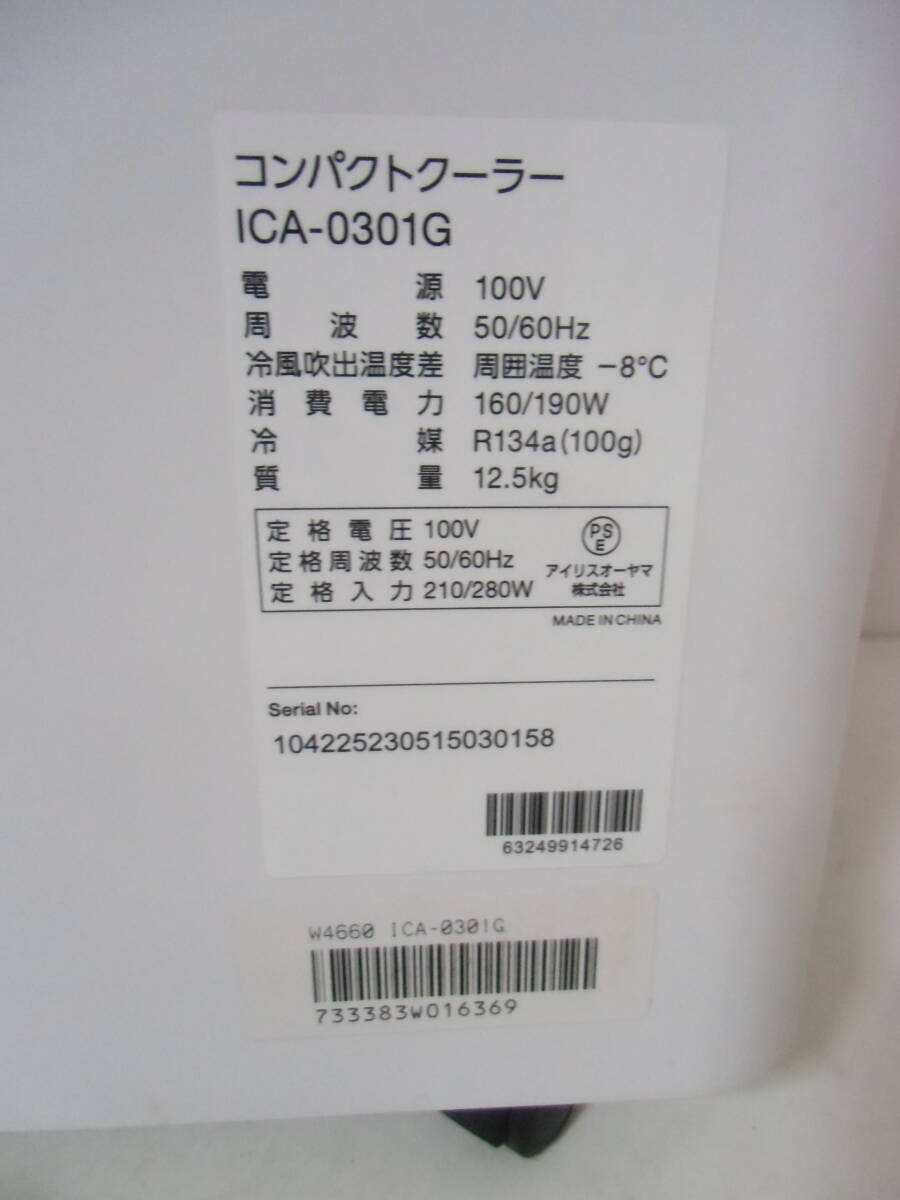 コンパクトクーラー
ICA-0301G
電源 100V
周波数 50/60Hz
冷風吹出温度差 周囲温度 －8℃
消費電力 160/190W
冷媒 R134a(100g)
質量 12.5kg
定格電圧 100V
定格周波数 50/60Hz
定格入力 210/280W
PS
E
アイリスオーヤマ
株式会社
MADE IN CHINA
Serial No:
104225230515030158
63249914726
W4660 ICA-0301G
733383W016369